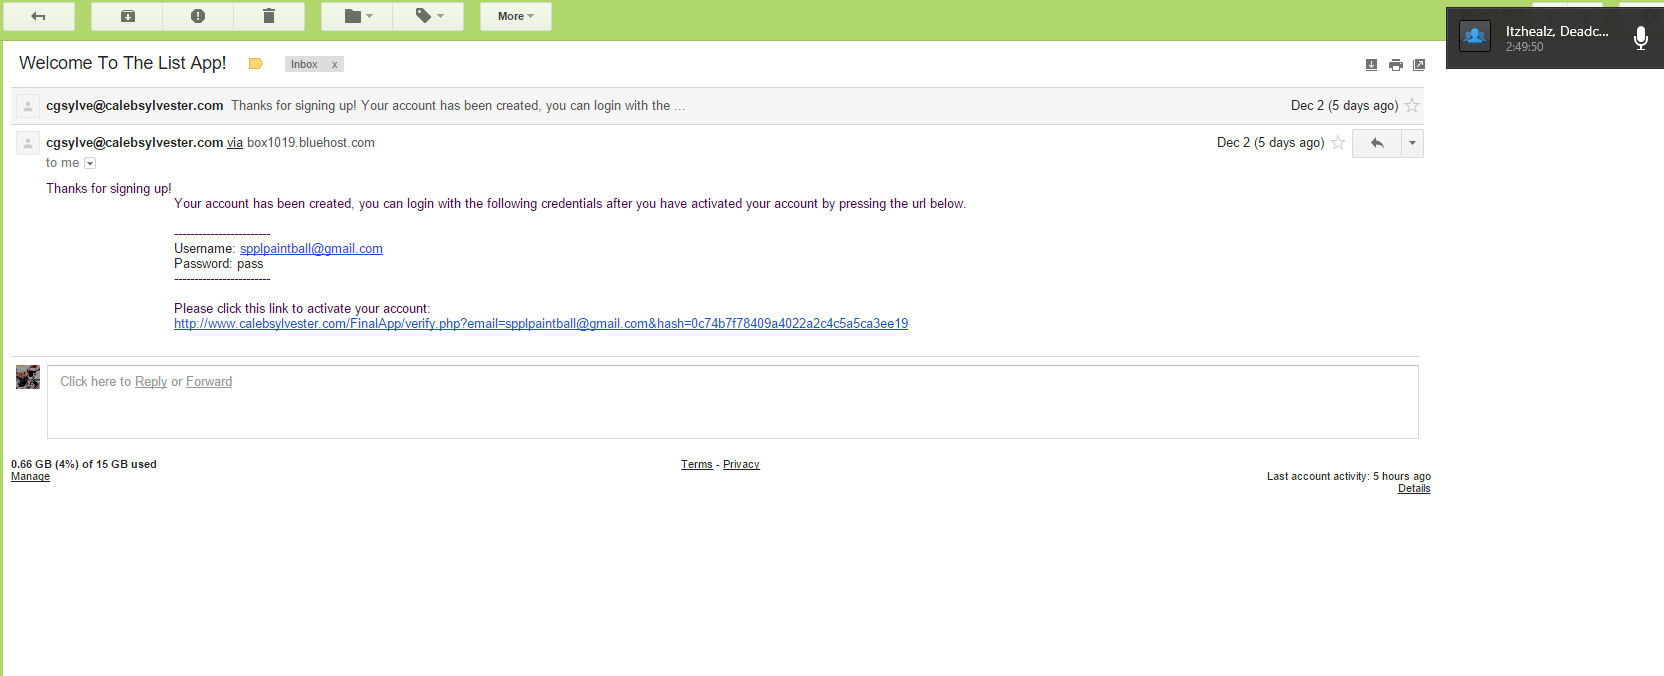 More
Itzhealz, Deadc...
2:49:50
Welcome To The List App!
Inbox x
cgsylve@calebsylvester.com Thanks for signing up! Your account has been created, you can login with the ... Dec 2 (5 days ago)
cgsylve@calebsylvester.com via box1019.bluehost.com Dec 2 (5 days ago)
to me
Thanks for signing up!
Your account has been created, you can login with the following credentials after you have activated your account by pressing the url below.
------------------------
Username: spplpaintball@gmail.com
Password: pass
------------------------
Please click this link to activate your account:
http://www.calebsylvester.com/FinalApp/verify.php?email=spplpaintball@gmail.com&hash=0c74b7f78409a4022a2c4c5a5ca3ee19
Click here to Reply or Forward
0.66 GB (4%) of 15 GB used
Manage
Terms - Privacy
Last account activity: 5 hours ago
Details